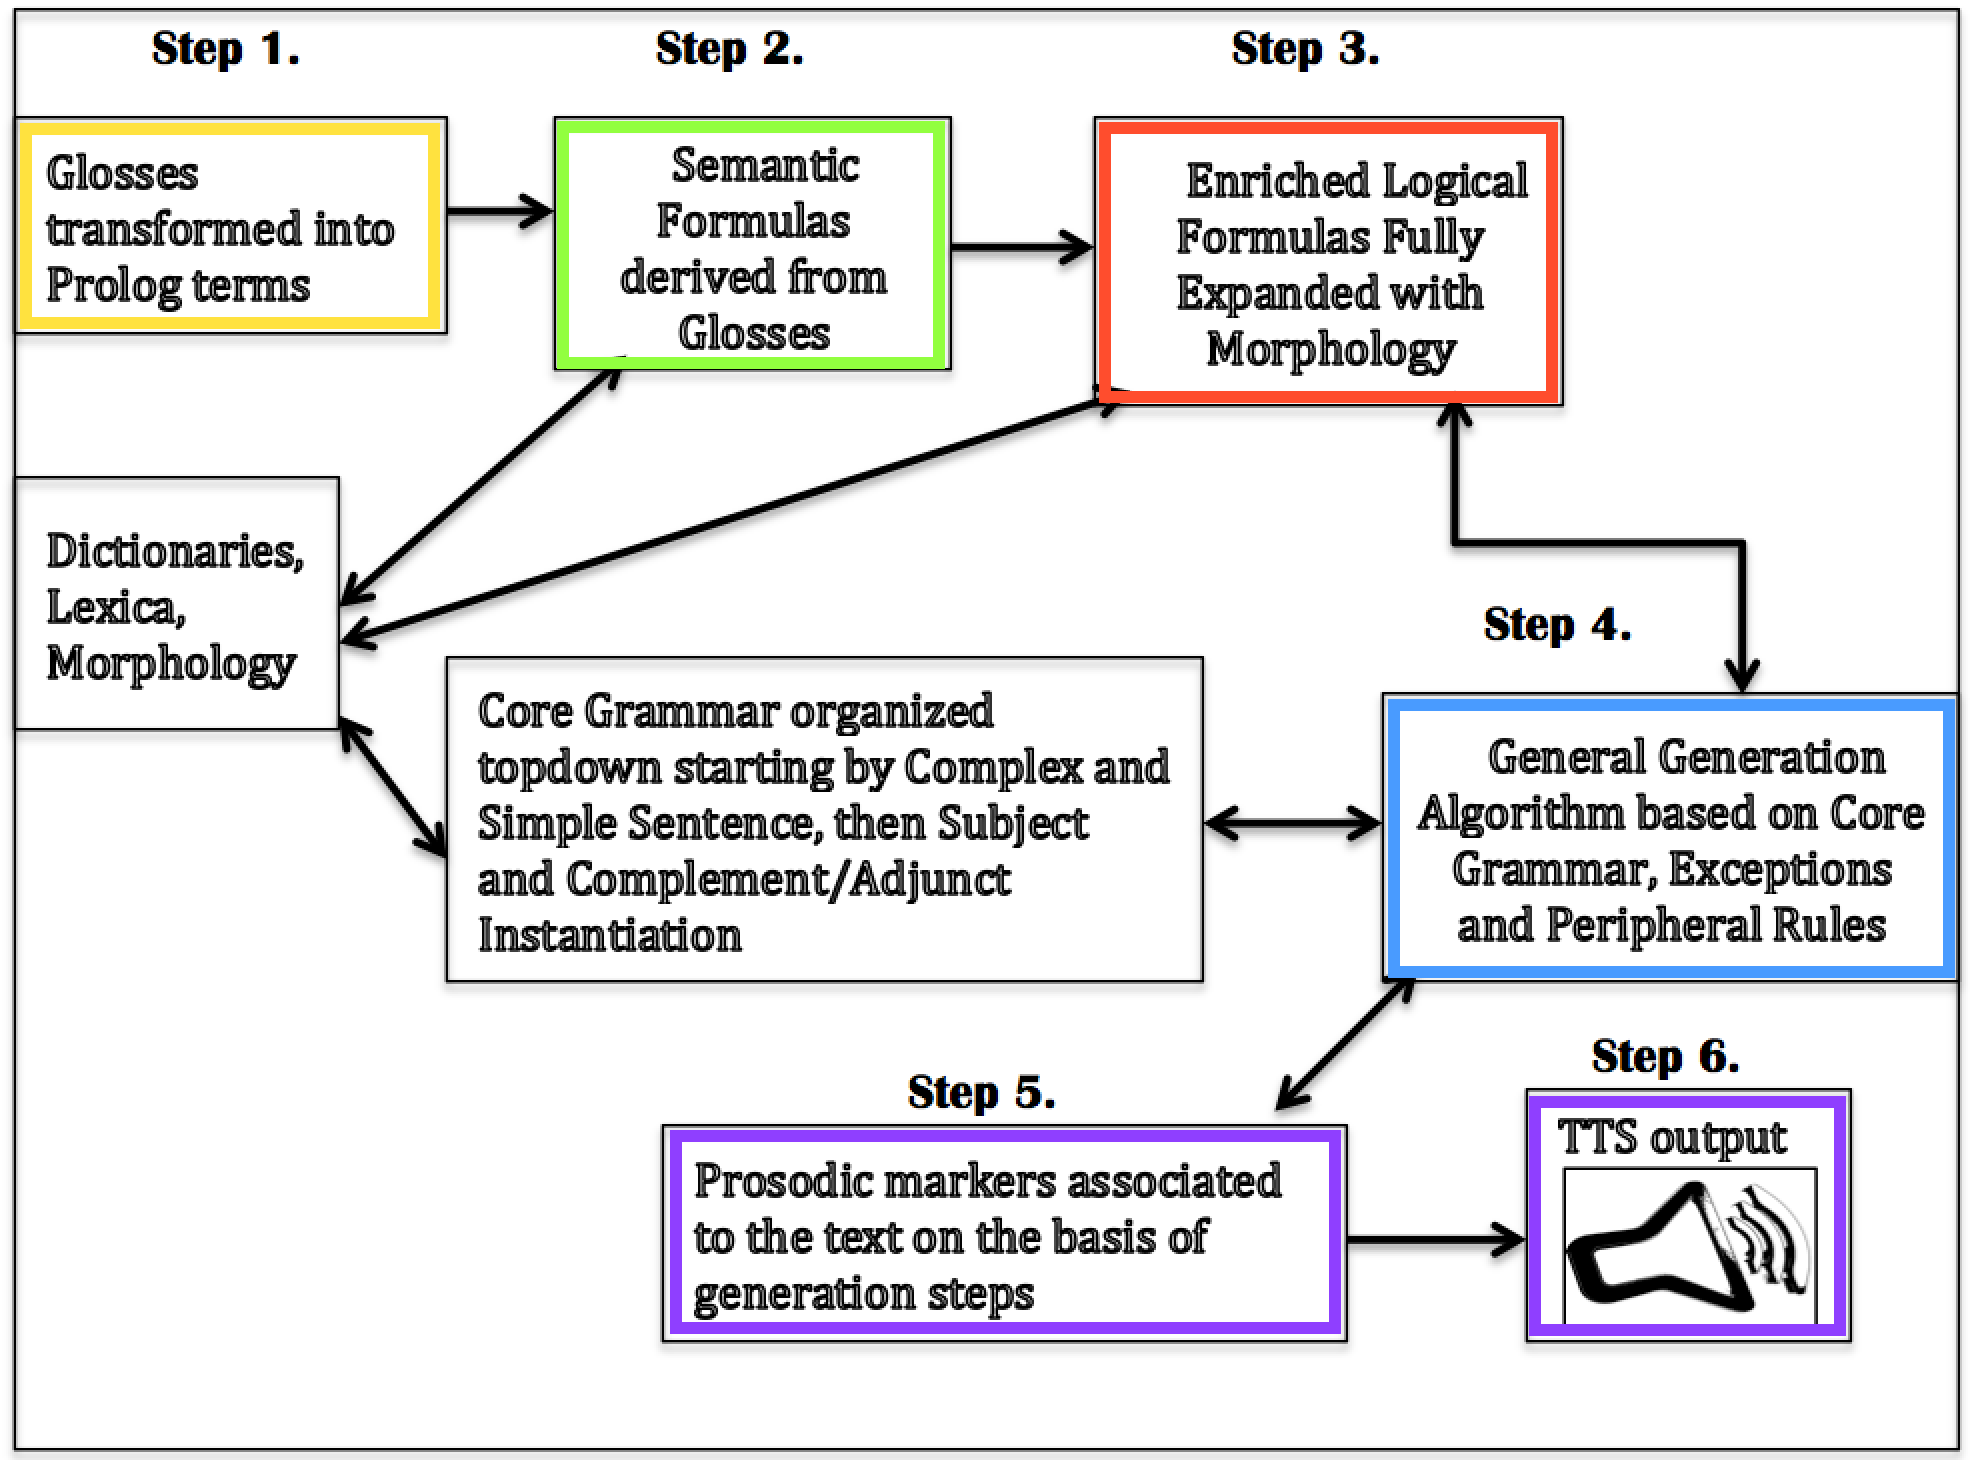 Step 1.
Step 2.
Step 3.
Glosses
transformed into
Prolog terms
Semantic
Formulas
derived from
Glosses
Enriched Logical
Formulas Fully
Expanded with
Morphology
Dictionaries,
Lexica,
Morphology
Step 4.
Core Grammar organized
topdown starting by Complex and
Simple Sentence, then Subject
and Complement/Adjunct
Instantiation
General Generation
Algorithm based on Core
Grammar, Exceptions
and Peripheral Rules
Step 5.
Prosodic markers associated
to the text on the basis of
generation steps
Step 6.
TTS output